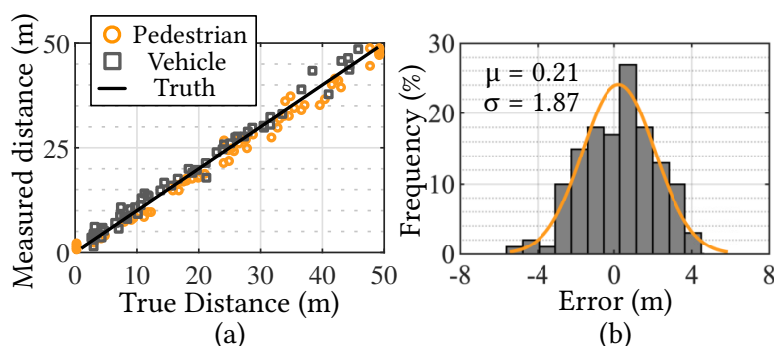 Measured distance (m)
50
25
0
Pedestrian
Vehicle
Truth
0
10
20
30
40
50
True Distance (m)
(a)
Frequency (%)
30
20
10
0
μ = 0.21
σ = 1.87
-8
-4
0
4
8
Error (m)
(b)